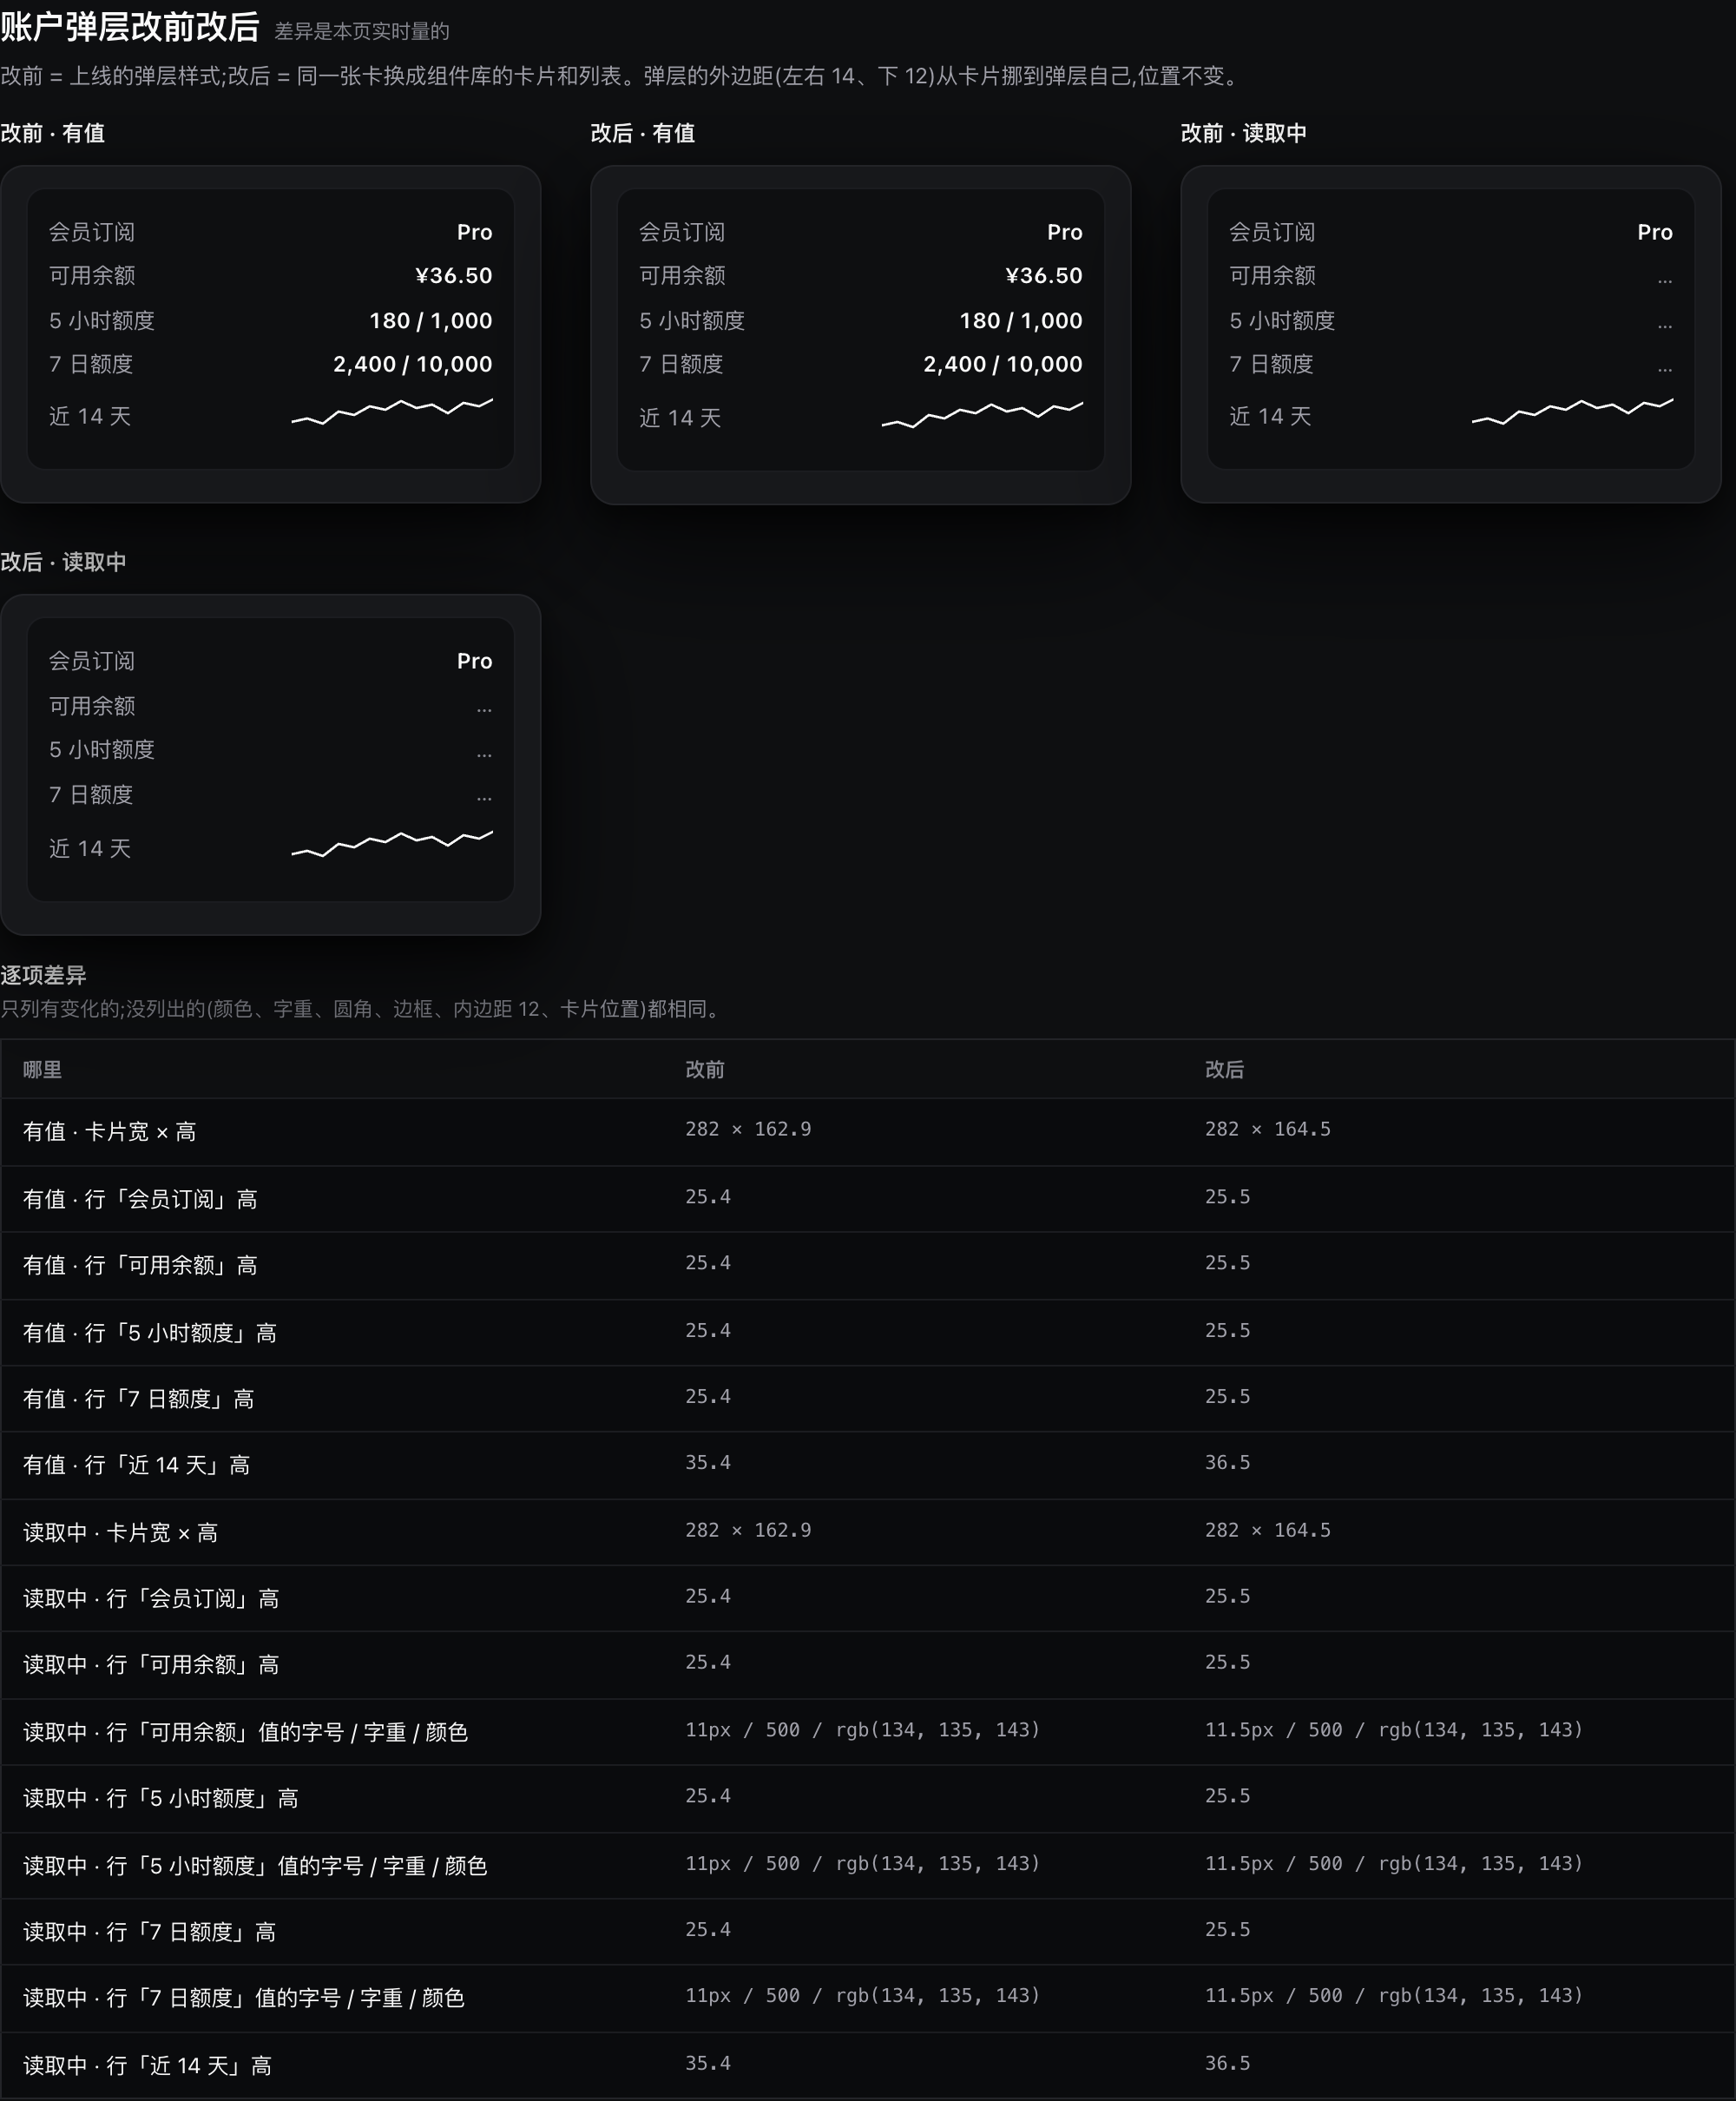 账户弹层改前改后 差异是本页实时量的
改前 = 上线的弹层样式;改后 = 同一张卡换成组件库的卡片和列表。弹层的外边距(左右 14、下 12)从卡片挪到弹层自己,位置不变。
改前 · 有值
会员订阅 Pro
可用余额 ¥36.50
5 小时额度 180 / 1,000
7 日额度 2,400 / 10,000
近 14 天
改后 · 有值
会员订阅 Pro
可用余额 ¥36.50
5 小时额度 180 / 1,000
7 日额度 2,400 / 10,000
近 14 天
改前 · 读取中
会员订阅 Pro
可用余额 ...
5 小时额度 ...
7 日额度 ...
近 14 天
改后 · 读取中
会员订阅 Pro
可用余额 ...
5 小时额度 ...
7 日额度 ...
近 14 天
逐项差异
只列有变化的;没列出的(颜色、字重、圆角、边框、内边距 12、卡片位置)都相同。
哪里 改前 改后
有值 · 卡片宽 × 高 282 × 162.9 282 × 164.5
有值 · 行「会员订阅」高 25.4 25.5
有值 · 行「可用余额」高 25.4 25.5
有值 · 行「5 小时额度」高 25.4 25.5
有值 · 行「7 日额度」高 25.4 25.5
有值 · 行「近 14 天」高 35.4 36.5
读取中 · 卡片宽 × 高 282 × 162.9 282 × 164.5
读取中 · 行「会员订阅」高 25.4 25.5
读取中 · 行「可用余额」高 25.4 25.5
读取中 · 行「可用余额」值的字号 / 字重 / 颜色 11px / 500 / rgb(134, 135, 143) 11.5px / 500 / rgb(134, 135, 143)
读取中 · 行「5 小时额度」高 25.4 25.5
读取中 · 行「5 小时额度」值的字号 / 字重 / 颜色 11px / 500 / rgb(134, 135, 143) 11.5px / 500 / rgb(134, 135, 143)
读取中 · 行「7 日额度」高 25.4 25.5
读取中 · 行「7 日额度」值的字号 / 字重 / 颜色 11px / 500 / rgb(134, 135, 143) 11.5px / 500 / rgb(134, 135, 143)
读取中 · 行「近 14 天」高 35.4 36.5